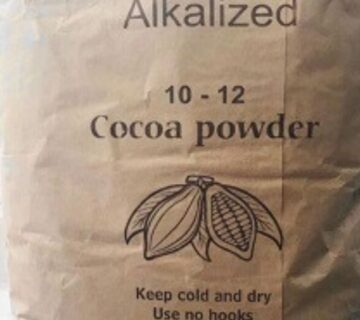 Alkalized
10 - 12
Cocoa powder
Keep cold and dry
Use no hooks